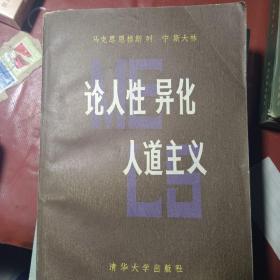 马克思 恩格斯 列 宁 斯大林
论人性 异化
人道主义
清华大学出版社